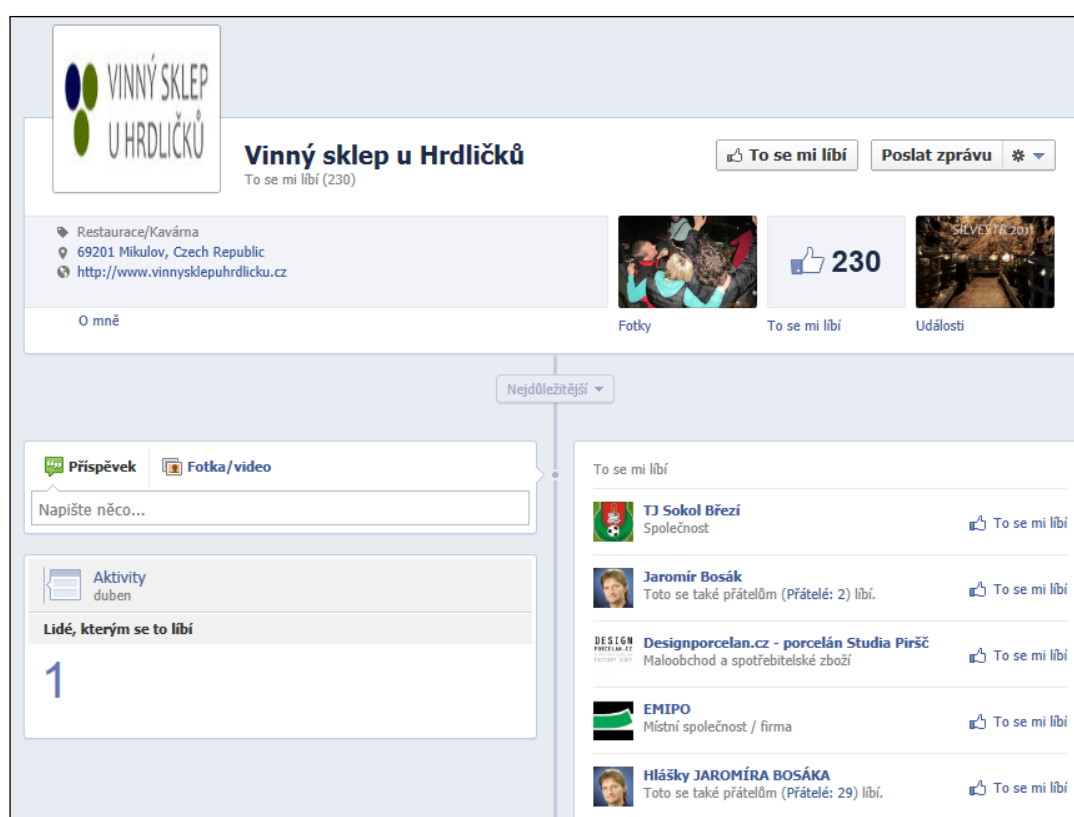 VINNÝ SKLEP
U HRDLIČKŮ
Vinný sklep u Hrdličků
To se mi líbí (230)
To se mi líbí
Poslat zprávu
Restaurace/Kavárna
69201 Mikulov, Czech Republic
http://www.vinnysklepuhrdlicku.cz
O mně
230
SILVESTR 2011
Fotky
To se mi líbí
Události
Nejdůležitější
Příspěvek
Fotka/video
Napište něco...
Aktivity
duben
Lidé, kterým se to líbí
1
To se mi líbí
TJ Sokol Březí
Společnost
To se mi líbí
Jaromír Bosák
Toto se také přátelům (Přátelé: 2) líbí.
To se mi líbí
DESIGN
PORCELAN.CZ
Designporcelan.cz - porcelán Studia Piršč
Maloobchod a spotřebitelské zboží
To se mi líbí
EMIPO
Místní společnost / firma
To se mi líbí
Hlášky JAROMÍRA BOSÁKA
Toto se také přátelům (Přátelé: 29) líbí.
To se mi líbí